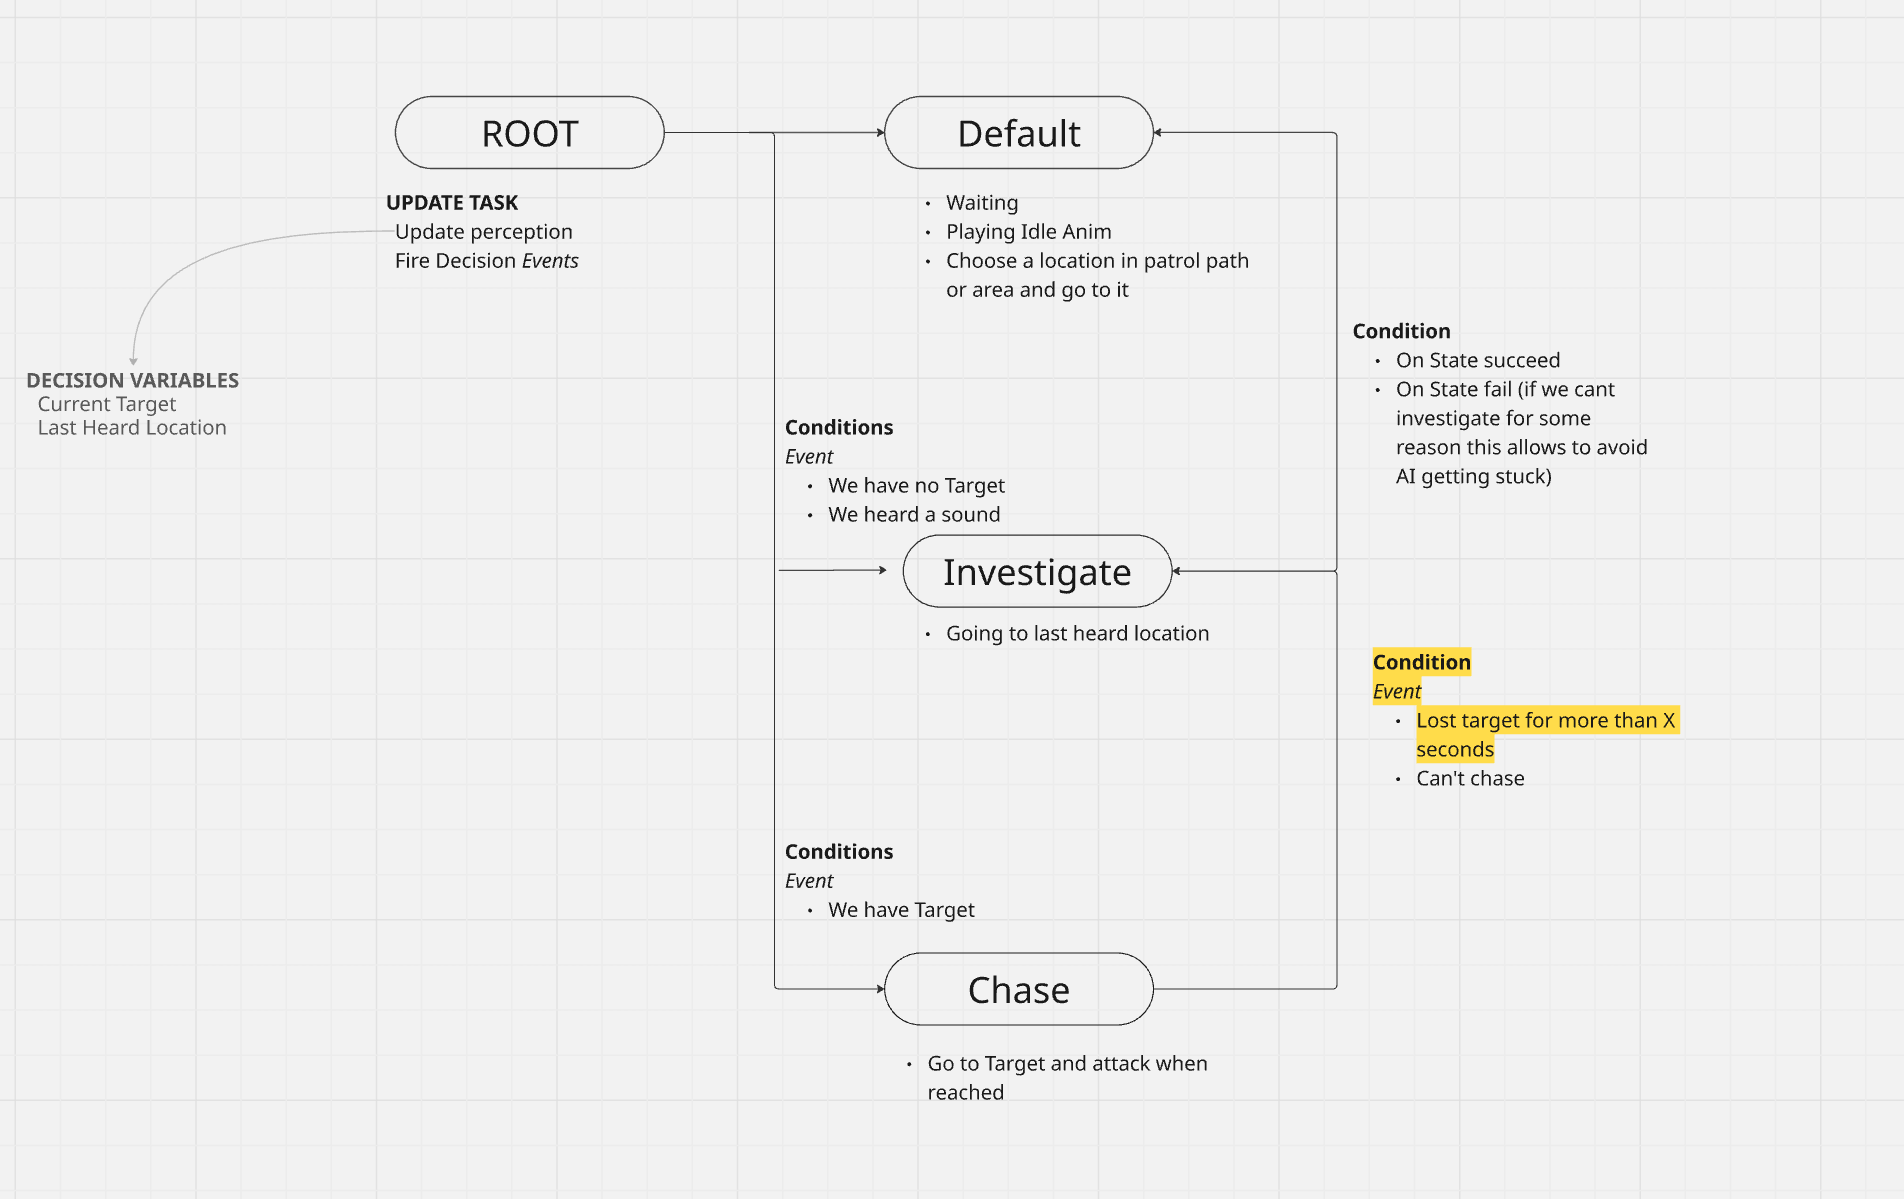 ROOT
Default
UPDATE TASK
Update perception
Fire Decision Events
• Waiting
• Playing Idle Anim
• Choose a location in patrol path
or area and go to it
DECISION VARIABLES
Current Target
Last Heard Location
Condition
• On State succeed
• On State fail (if we cant
investigate for some
reason this allows to avoid
AI getting stuck)
Conditions
Event
• We have no Target
• We heard a sound
Investigate
• Going to last heard location
Condition
Event
• Lost target for more than X
seconds
• Can't chase
Conditions
Event
• We have Target
Chase
• Go to Target and attack when
reached